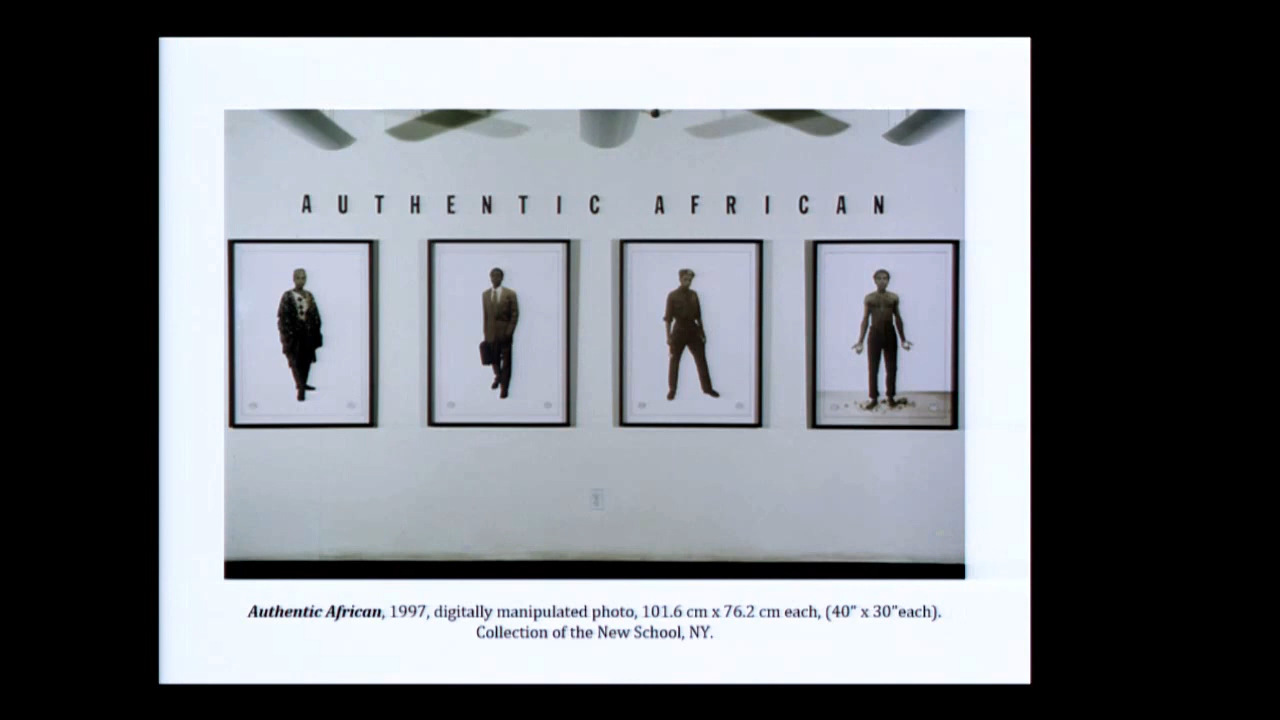 AUTHENTIC AFRICAN
Authentic African, 1997, digitally manipulated photo, 101.6 cm x 76.2 cm each, (40” x 30”each).
Collection of the New School, NY.